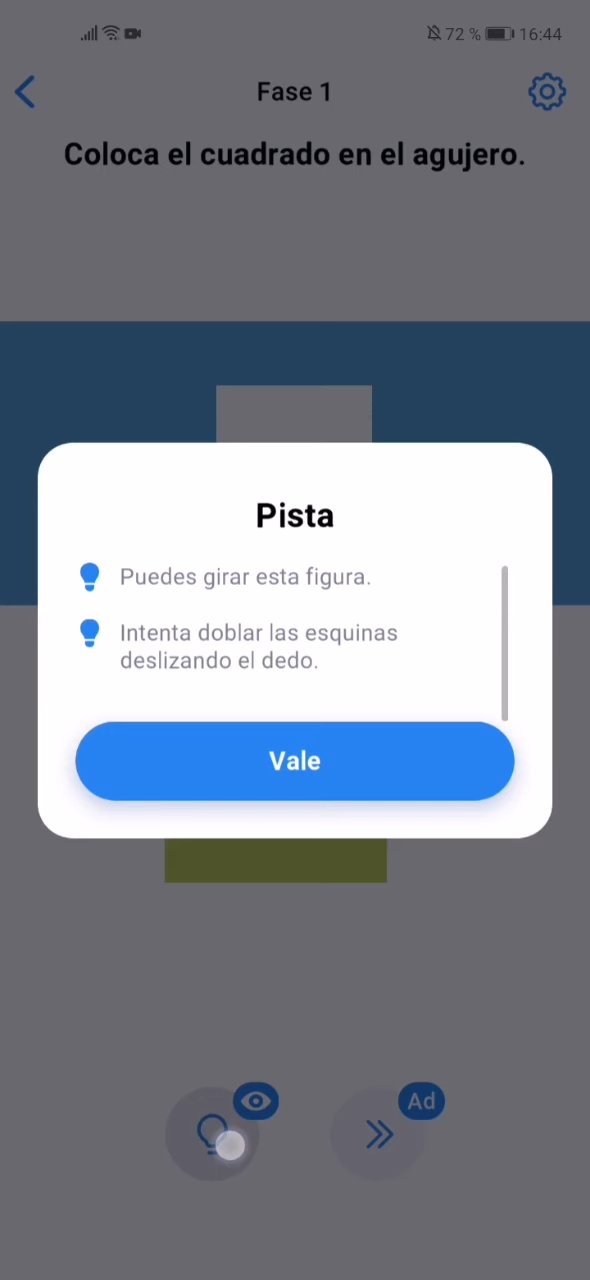 72 % 16:44
Fase 1
Coloca el cuadrado en el agujero.
Pista
Puedes girar esta figura.
Intenta doblar las esquinas
deslizando el dedo.
Vale
Ad